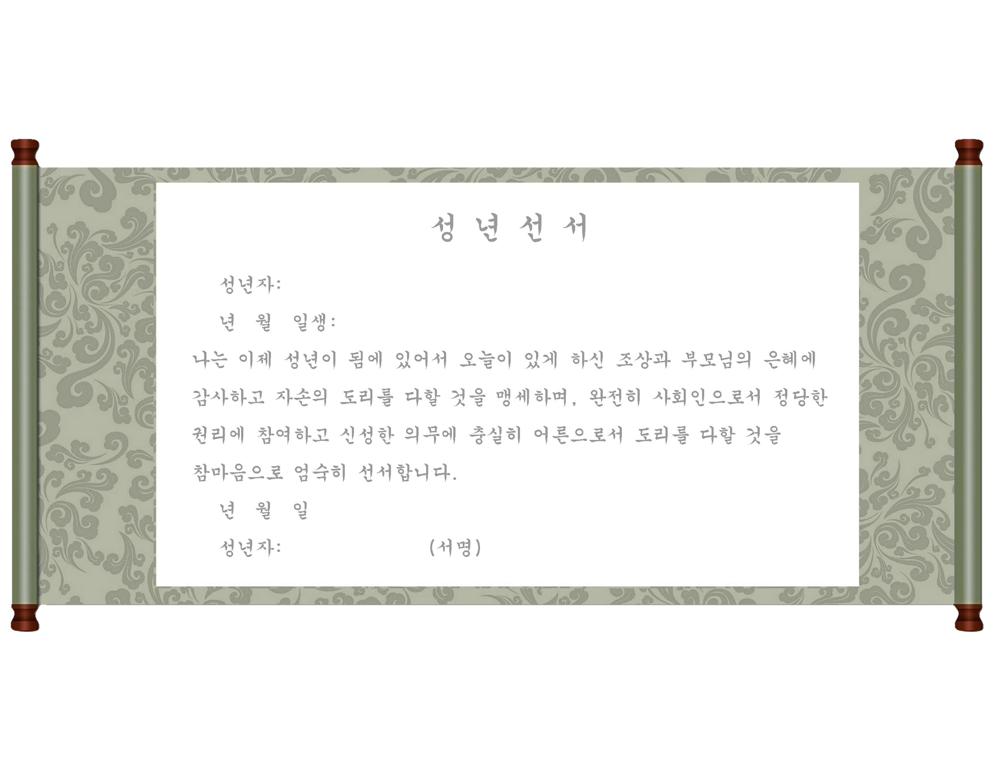 성 년 선 서
성년자:
년 월 일생:
나는 이제 성년이 됨에 있어서 오늘이 있게 하신 조상과 부모님의 은혜에
감사하고 자손의 도리를 다할 것을 맹세하며, 완전히 사회인으로서 정당한
권리에 참여하고 신성한 의무에 충실히 어른으로서 도리를 다할 것을
참마음으로 엄숙히 선서합니다.
년 월 일
성년자: (서명)